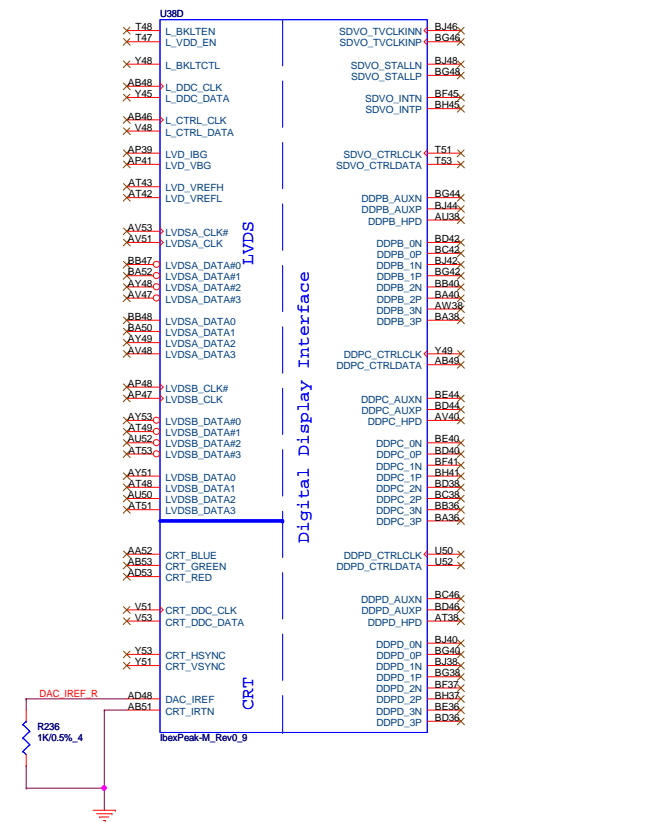 U38D
T48 L_BKLTEN SDVO_TVCLKINN BJ46
T47 L_VDD_EN SDVO_TVCLKINP BG46
Y48 L_BKLTCTL SDVO_STALLN BJ48
SDVO_STALLP BG48
AB48 L_DDC_CLK
Y45 L_DDC_DATA SDVO_INTN BF45
SDVO_INTP BH45
AB46 L_CTRL_CLK
V48 L_CTRL_DATA
AP39 LVD_IBG SDVO_CTRLCLK T51
AP41 LVD_VBG SDVO_CTRLDATA T53
AT43 LVD_VREFH
AT42 LVD_VREFL DDPB_AUXN BG44
DDPB_AUXP BJ44
DDPB_HPD AU38
AV53 LVDSA_CLK#
AV51 LVDSA_CLK DDPB_0N BD42
DDPB_0P BC42
BB47 LVDSA_DATA#0 DDPB_1N BJ42
BA52 LVDSA_DATA#1 DDPB_1P BG42
AY48 LVDSA_DATA#2 DDPB_2N BB40
AV47 LVDSA_DATA#3 DDPB_2P BA40
DDPB_3N AW38
BB48 LVDSA_DATA0 DDPB_3P BA38
BA50 LVDSA_DATA1
AY49 LVDSA_DATA2
AV48 LVDSA_DATA3 DDPC_CTRLCLK Y49
DDPC_CTRLDATA AB49
AP48 LVDSB_CLK#
AP47 LVDSB_CLK DDPC_AUXN BE44
DDPC_AUXP BD44
AY53 LVDSB_DATA#0 DDPC_HPD AV40
AT49 LVDSB_DATA#1
AU52 LVDSB_DATA#2 DDPC_0N BE40
AT53 LVDSB_DATA#3 DDPC_0P BD40
DDPC_1N BF41
AY51 LVDSB_DATA0 DDPC_1P BH41
AT48 LVDSB_DATA1 DDPC_2N BD38
AU50 LVDSB_DATA2 DDPC_2P BC38
AT51 LVDSB_DATA3 DDPC_3N BB36
DDPC_3P BA36
LVDS
Digital Display Interface
AA52 CRT_BLUE DDPD_CTRLCLK U50
AB53 CRT_GREEN DDPD_CTRLDATA U52
AD53 CRT_RED
DDPD_AUXN BC46
V51 CRT_DDC_CLK DDPD_AUXP BD46
V53 CRT_DDC_DATA DDPD_HPD AT38
Y53 CRT_HSYNC DDPD_0N BJ40
Y51 CRT_VSYNC DDPD_0P BG40
DDPD_1N BJ38
DDPD_1P BG38
DDPD_2N BF37
DAC_IREF_R AD48 DAC_IREF DDPD_2P BH37
AB51 CRT_IRTN DDPD_3N BE36
DDPD_3P BD36
CRT
R236
1K/0.5%_4
IbexPeak-M_Rev0_9